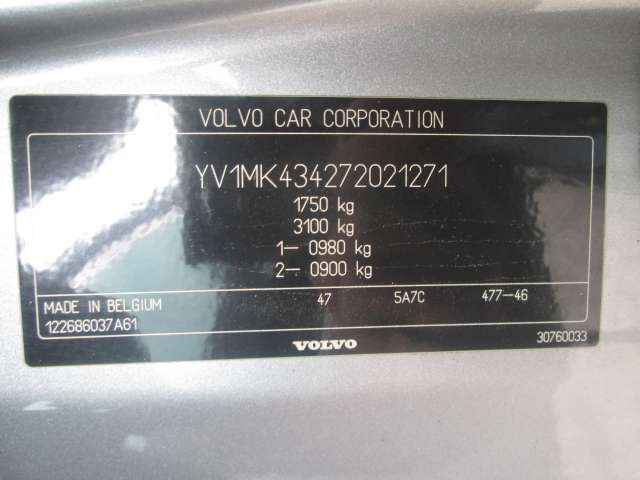 VOLVO CAR CORPORATION
YV1MK434272021271
1750 kg
3100 kg
1— 0980 kg
2— 0900 kg
MADE IN BELGIUM 47 5A7C 477—46
122686037A61 30760033
VOLVO